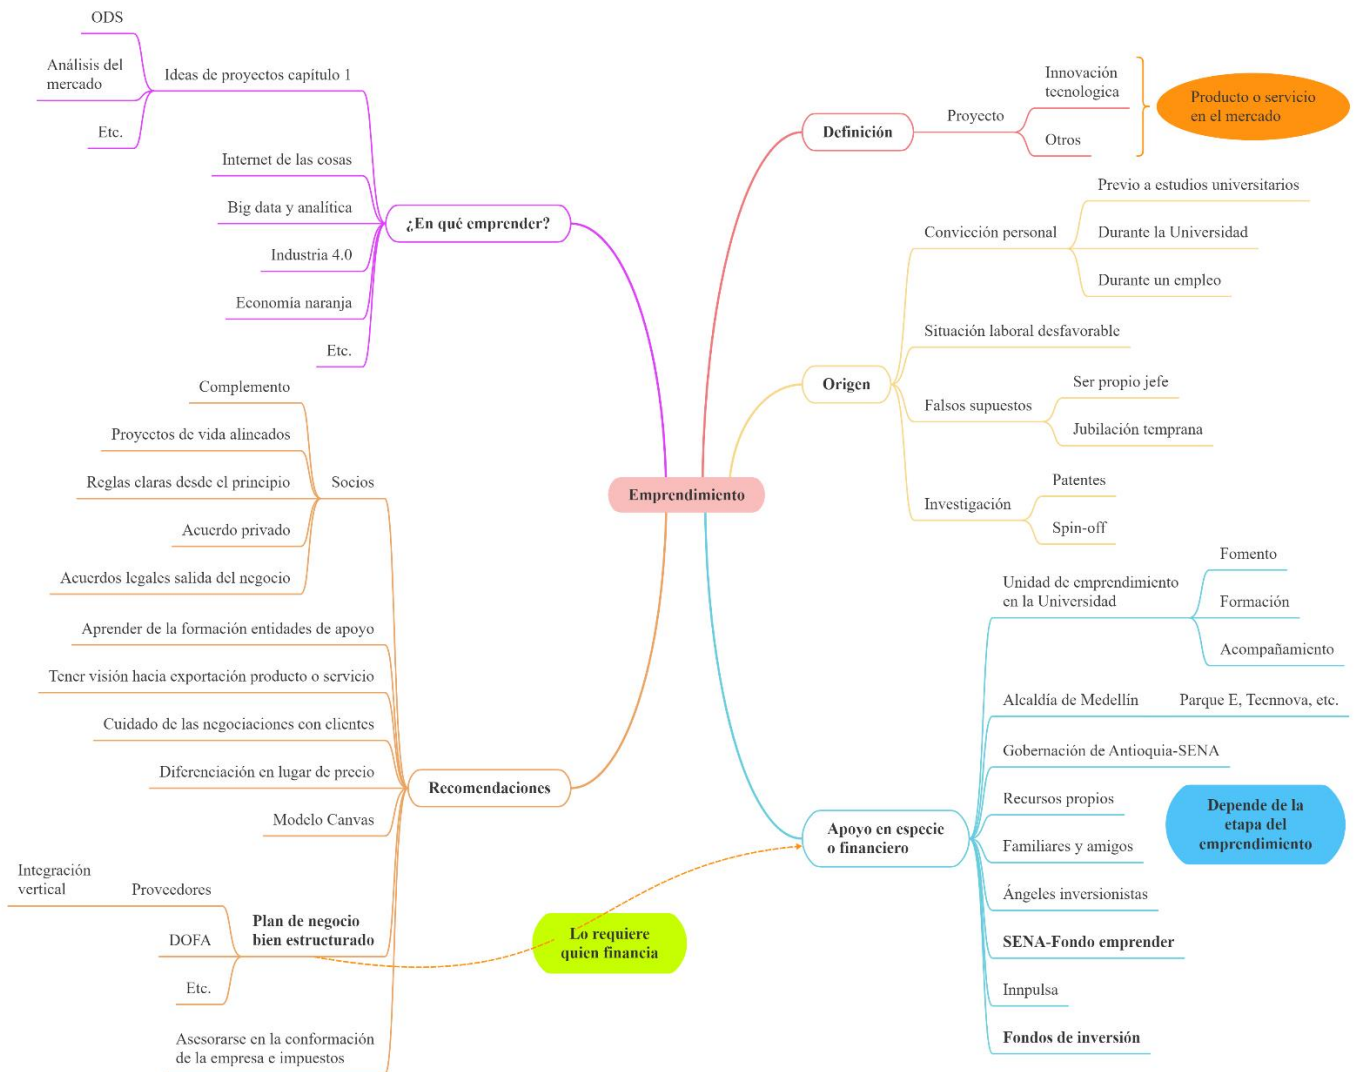 ODS
Análisis del
mercado
Etc.
Ideas de proyectos capítulo 1
Internet de las cosas
Big data y analítica
Industria 4.0
Economía naranja
Etc.
¿En qué emprender?
Complemento
Proyectos de vida alineados
Reglas claras desde el principio
Acuerdo privado
Acuerdos legales salida del negocio
Socios
Aprender de la formación entidades de apoyo
Tener visión hacia exportación producto o servicio
Cuidado de las negociaciones con clientes
Diferenciación en lugar de precio
Modelo Canvas
Integración
vertical
Proveedores
DOFA
Etc.
Plan de negocio
bien estructurado
Asesorarse en la conformación
de la empresa e impuestos
Recomendaciones
Lo requiere
quien financia
Emprendimiento
Definición
Proyecto
Innovación
tecnologica
Otros
Producto o servicio
en el mercado
Origen
Convicción personal
Previo a estudios universitarios
Durante la Universidad
Durante un empleo
Situación laboral desfavorable
Falsos supuestos
Ser propio jefe
Jubilación temprana
Investigación
Patentes
Spin-off
Apoyo en especie
o financiero
Unidad de emprendimiento
en la Universidad
Fomento
Formación
Acompañamiento
Alcaldía de Medellín
Parque E, Tecnnova, etc.
Gobernación de Antioquia-SENA
Recursos propios
Familiares y amigos
Ángeles inversionistas
SENA-Fondo emprender
Innpulsa
Fondos de inversión
Depende de la
etapa del
emprendimiento